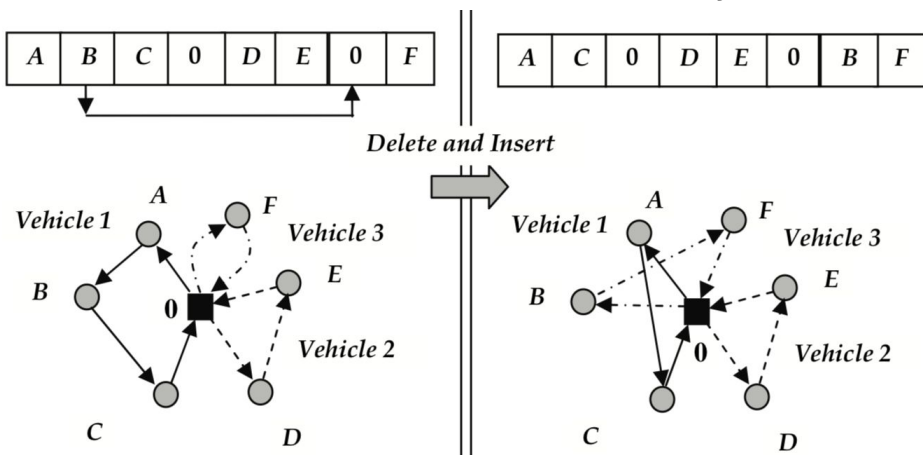 A B C 0 D E 0 F
A C 0 D E 0 B F
Delete and Insert
A
F
Vehicle 1
Vehicle 3
B
E
0
Vehicle 2
C
D
A
F
Vehicle 1
Vehicle 3
B
E
0
Vehicle 2
C
D